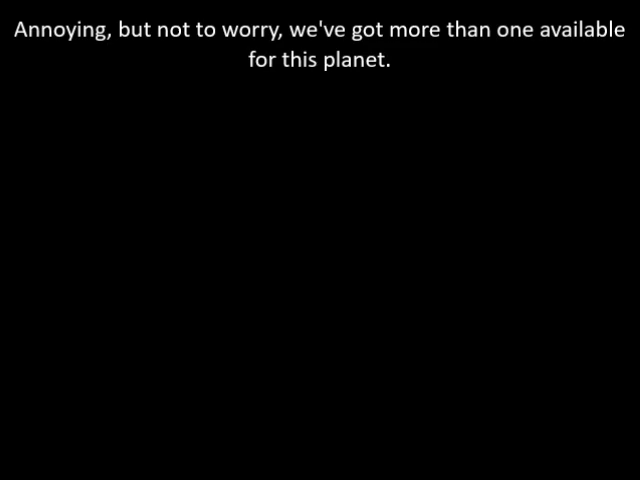 Annoying, but not to worry, we've got more than one available
for this planet.